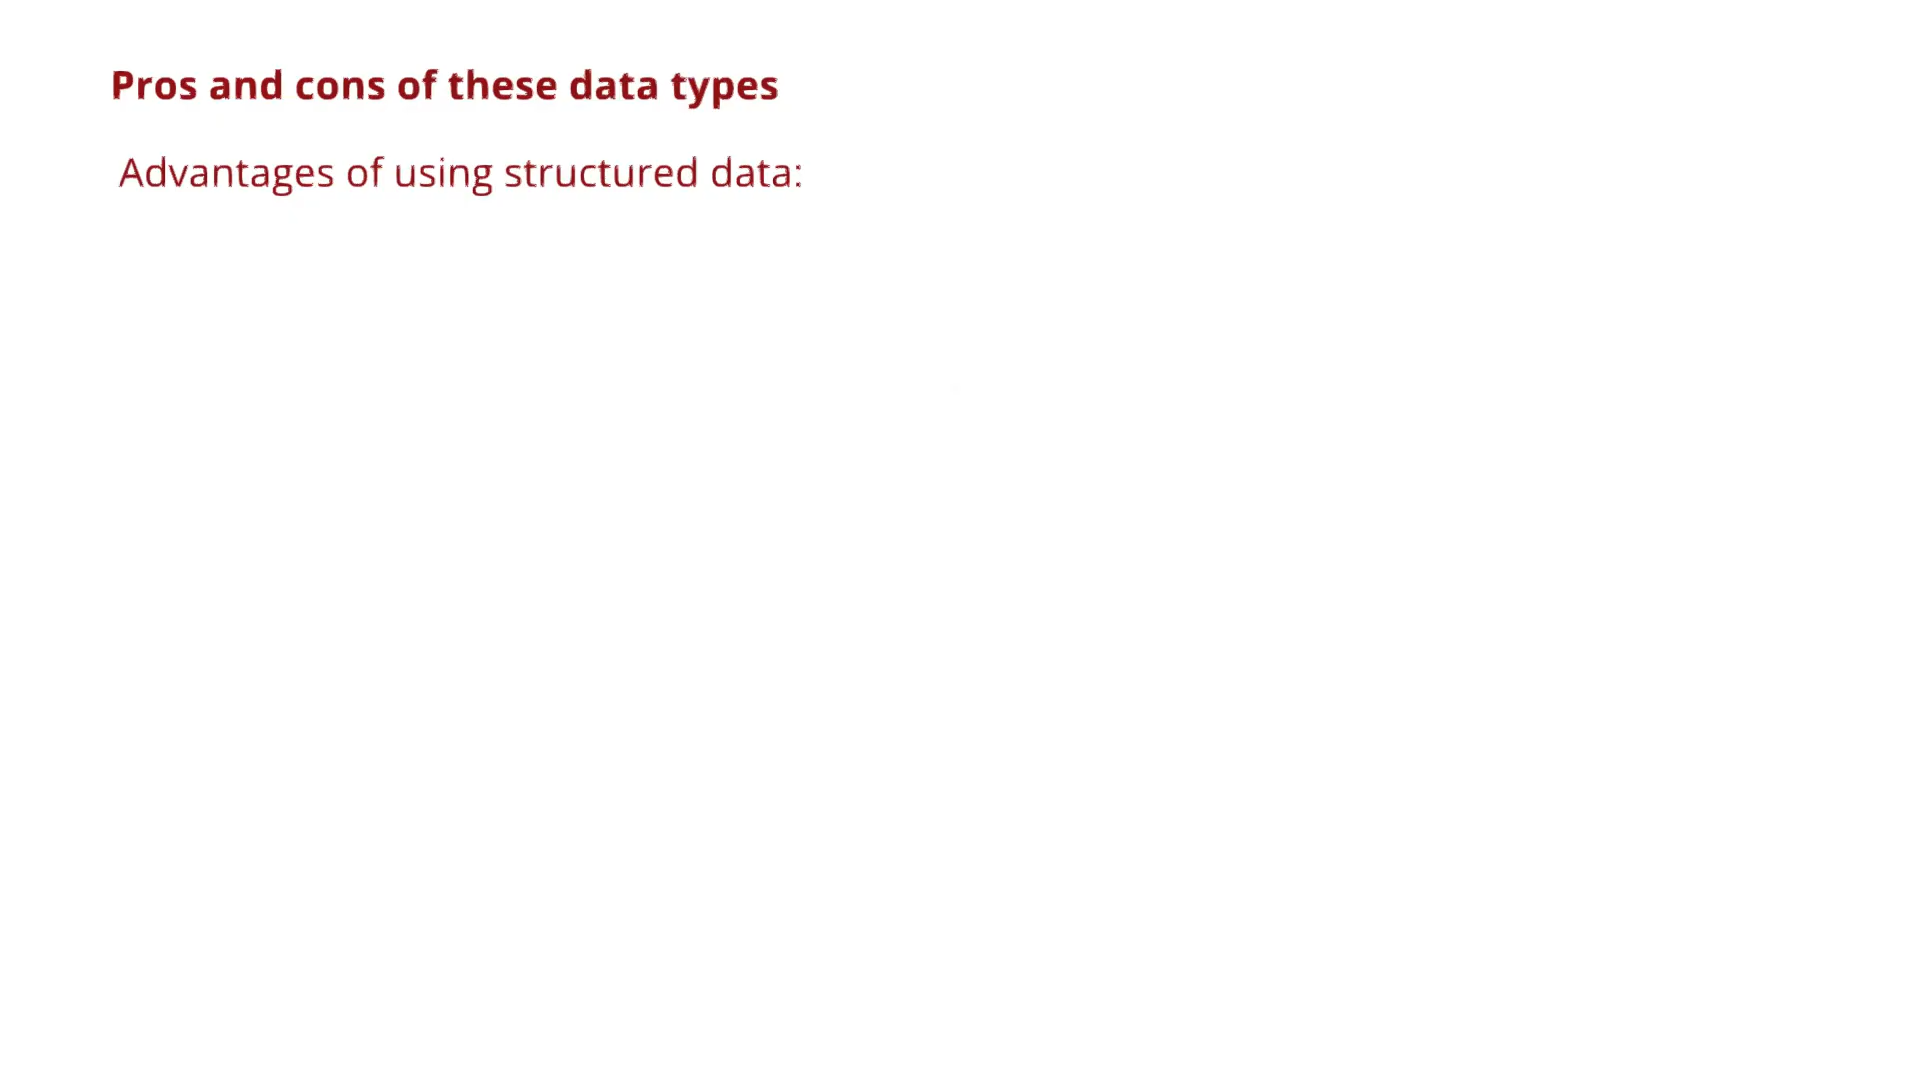 Pros and cons of these data types
Advantages of using structured data: